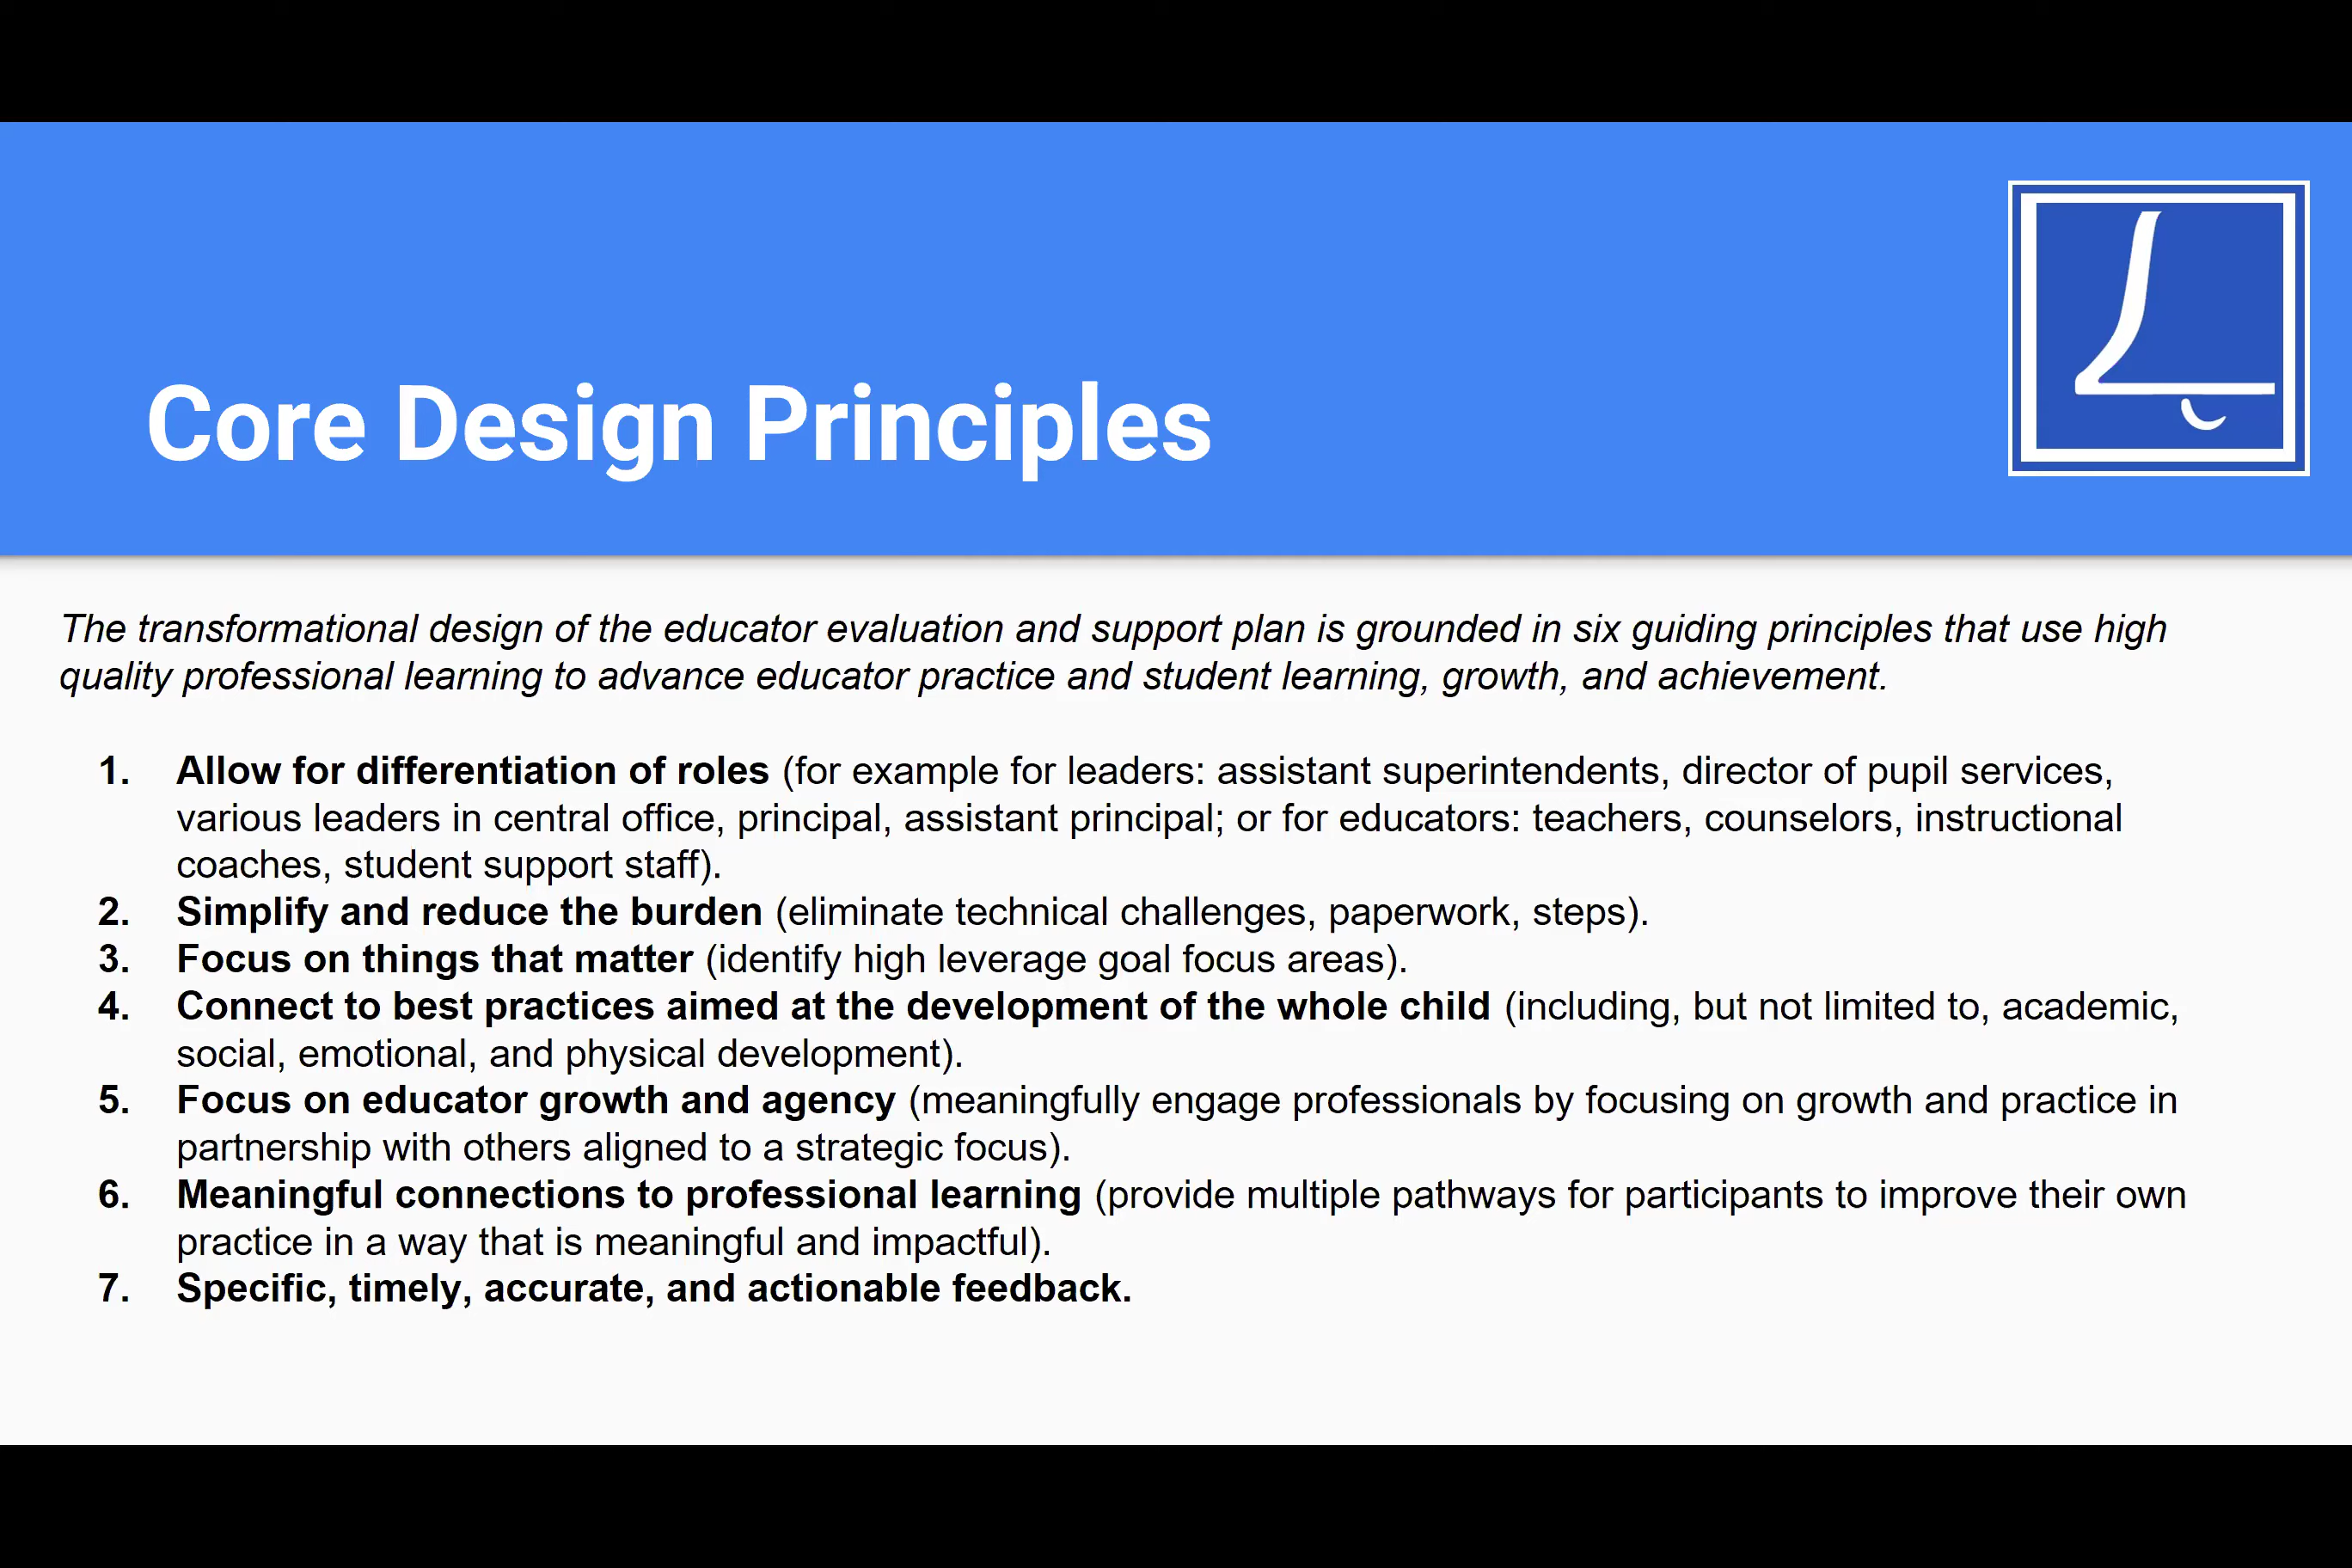 Core Design Principles
The transformational design of the educator evaluation and support plan is grounded in six guiding principles that use high
quality professional learning to advance educator practice and student learning, growth, and achievement.
1. Allow for differentiation of roles (for example for leaders: assistant superintendents, director of pupil services,
various leaders in central office, principal, assistant principal; or for educators: teachers, counselors, instructional
coaches, student support staff).
2. Simplify and reduce the burden (eliminate technical challenges, paperwork, steps).
3. Focus on things that matter (identify high leverage goal focus areas).
4. Connect to best practices aimed at the development of the whole child (including, but not limited to, academic,
social, emotional, and physical development).
5. Focus on educator growth and agency (meaningfully engage professionals by focusing on growth and practice in
partnership with others aligned to a strategic focus).
6. Meaningful connections to professional learning (provide multiple pathways for participants to improve their own
practice in a way that is meaningful and impactful).
7. Specific, timely, accurate, and actionable feedback.